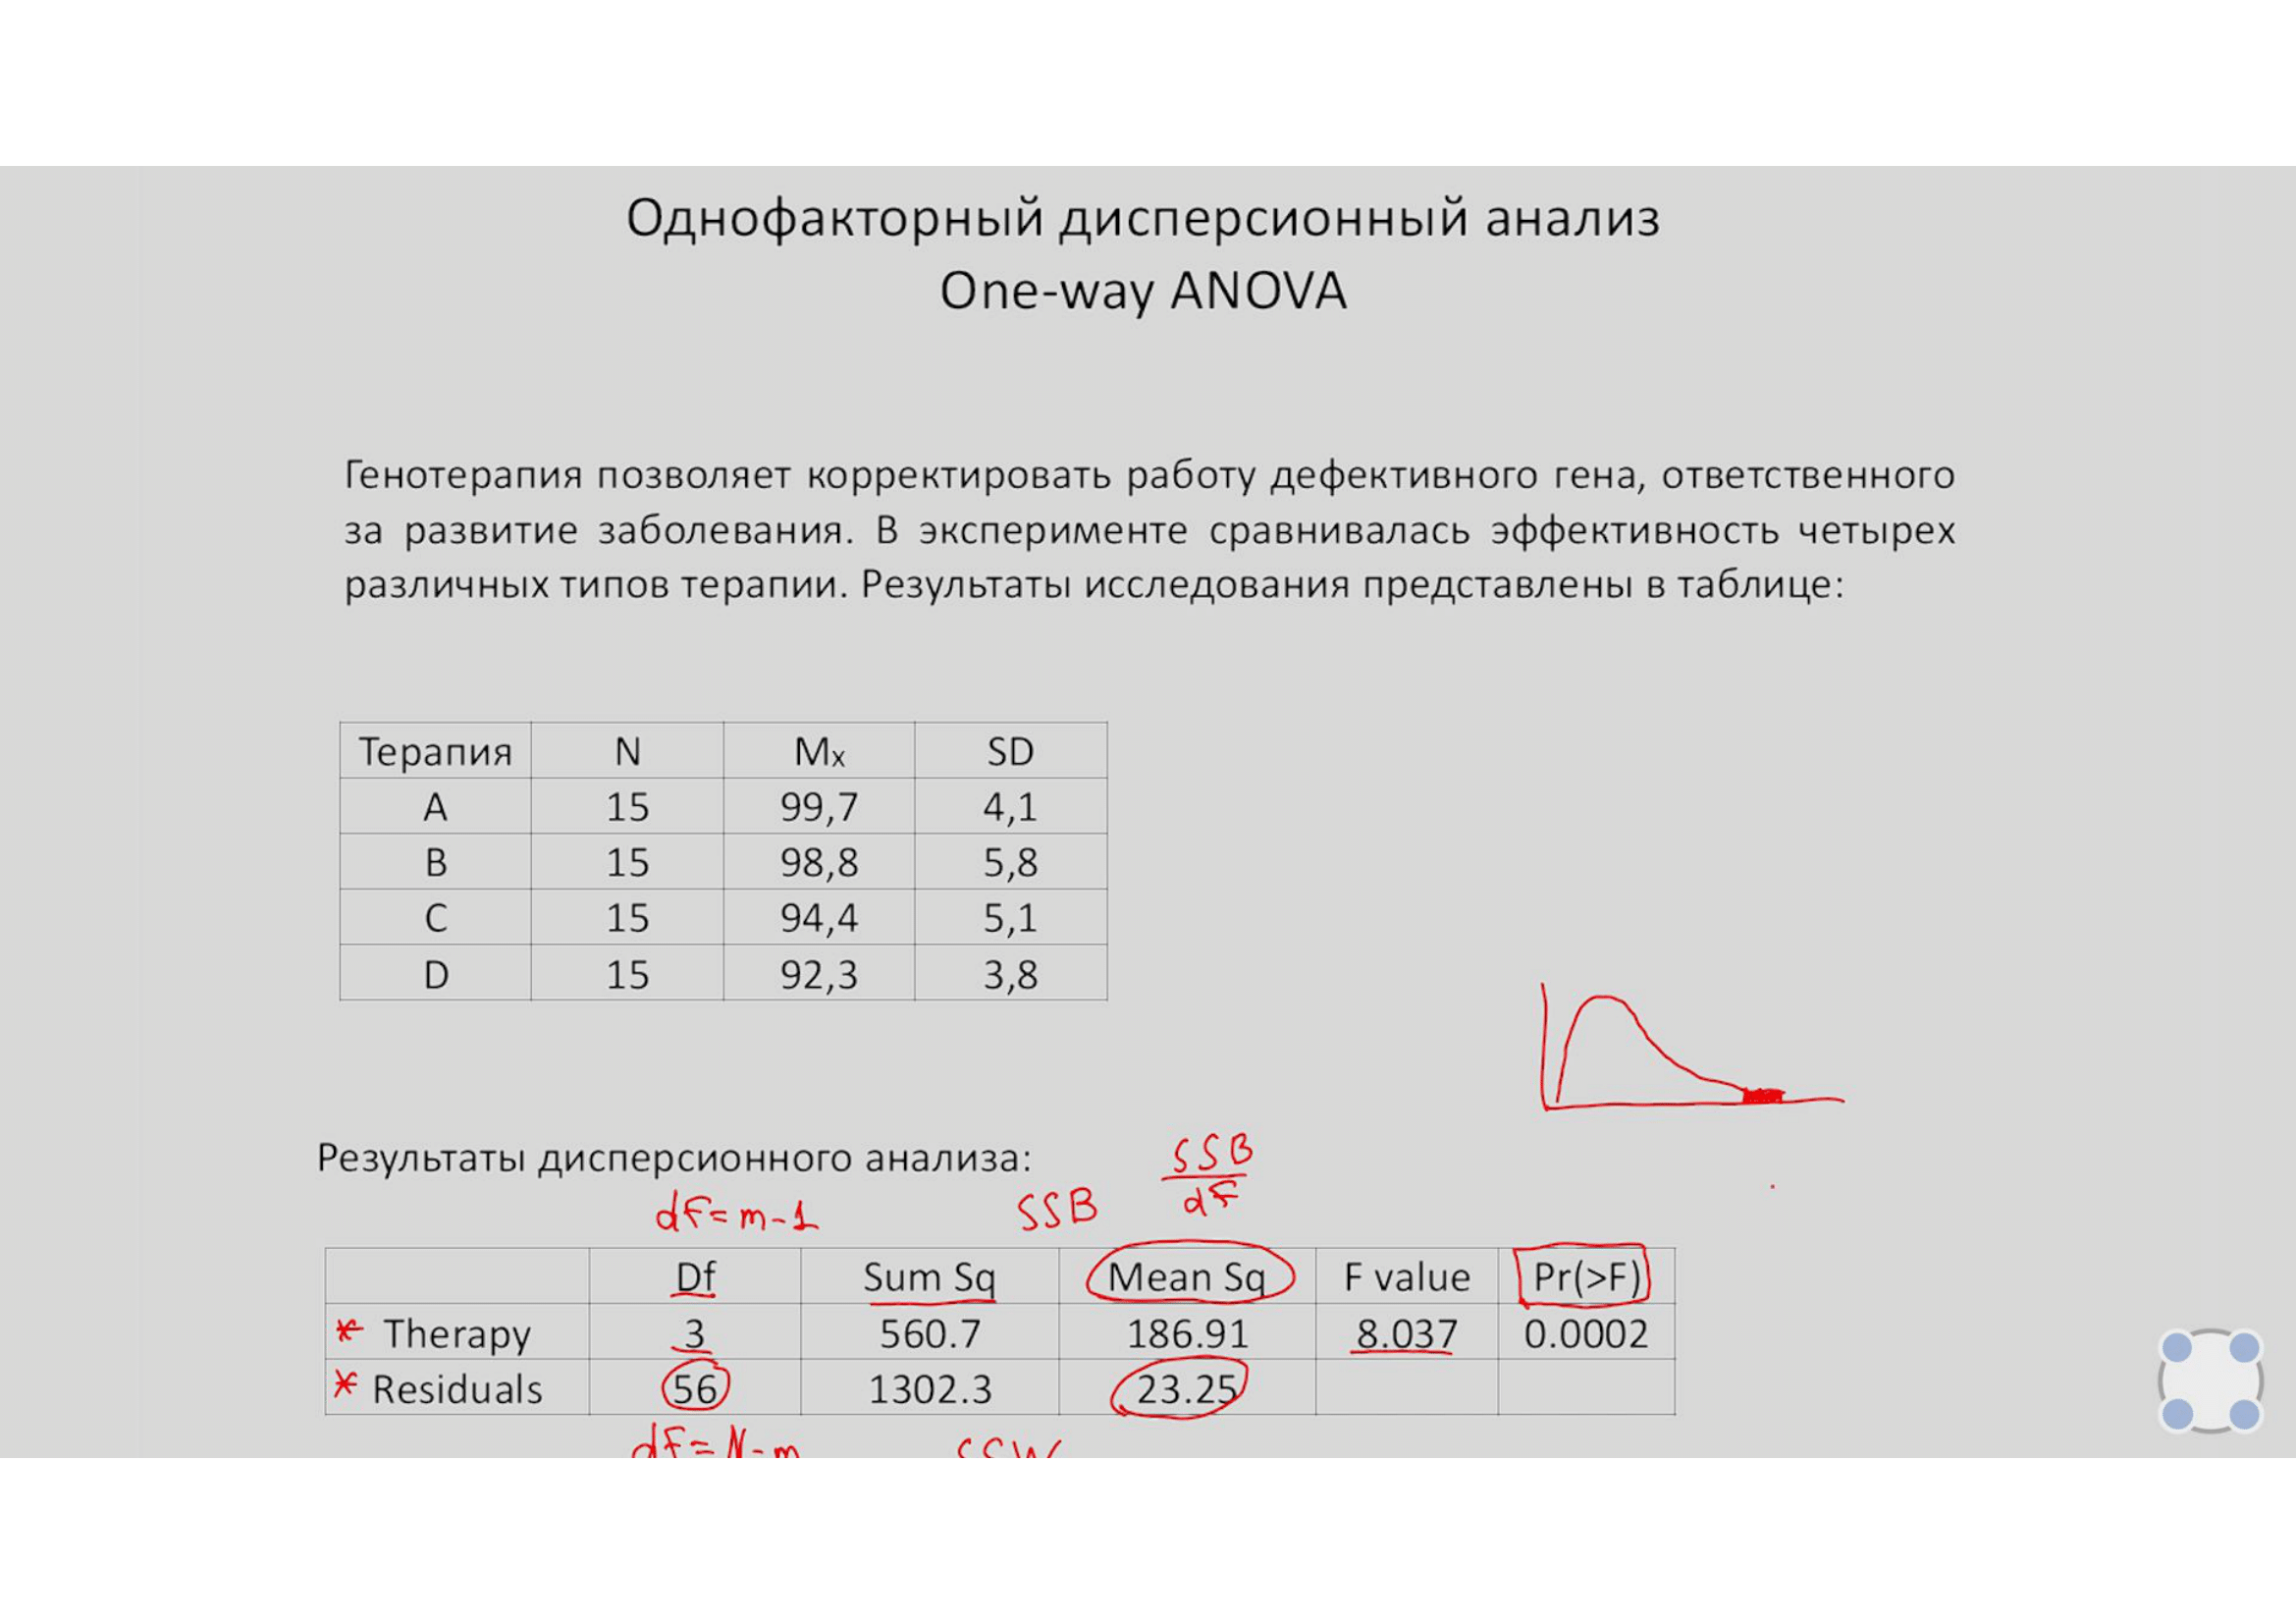 Однофакторный дисперсионный анализ
One-way ANOVA
Генотерапия позволяет корректировать работу дефективного гена, ответственного
за развитие заболевания. В эксперименте сравнивалась эффективность четырех
различных типов терапии. Результаты исследования представлены в таблице:
Терапия N Mx SD
A 15 99,7 4,1
B 15 98,8 5,8
C 15 94,4 5,1
D 15 92,3 3,8
Результаты дисперсионного анализа:
SSB
dF
dF=m-1 SSB
Df Sum Sq Mean Sq F value Pr(>F)
* Therapy 3 560.7 186.91 8.037 0.0002
* Residuals 56 1302.3 23.25
dF=N-m SSW